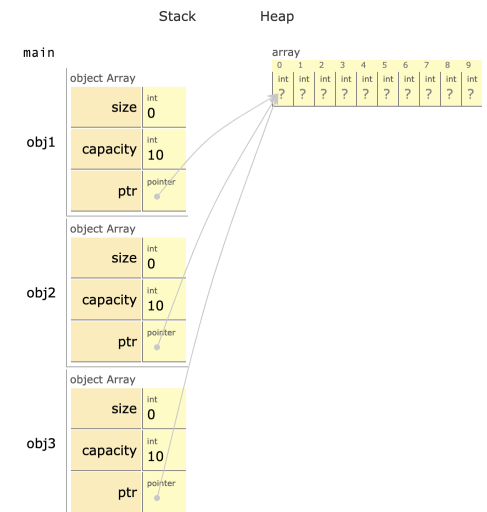 Stack Heap
main
array
0 1 2 3 4 5 6 7 8 9
int int int int int int int int int int
? ? ? ? ? ? ? ? ? ?
object Array
obj1
size int 0
capacity int 10
ptr pointer
object Array
obj2
size int 0
capacity int 10
ptr pointer
object Array
obj3
size int 0
capacity int 10
ptr pointer